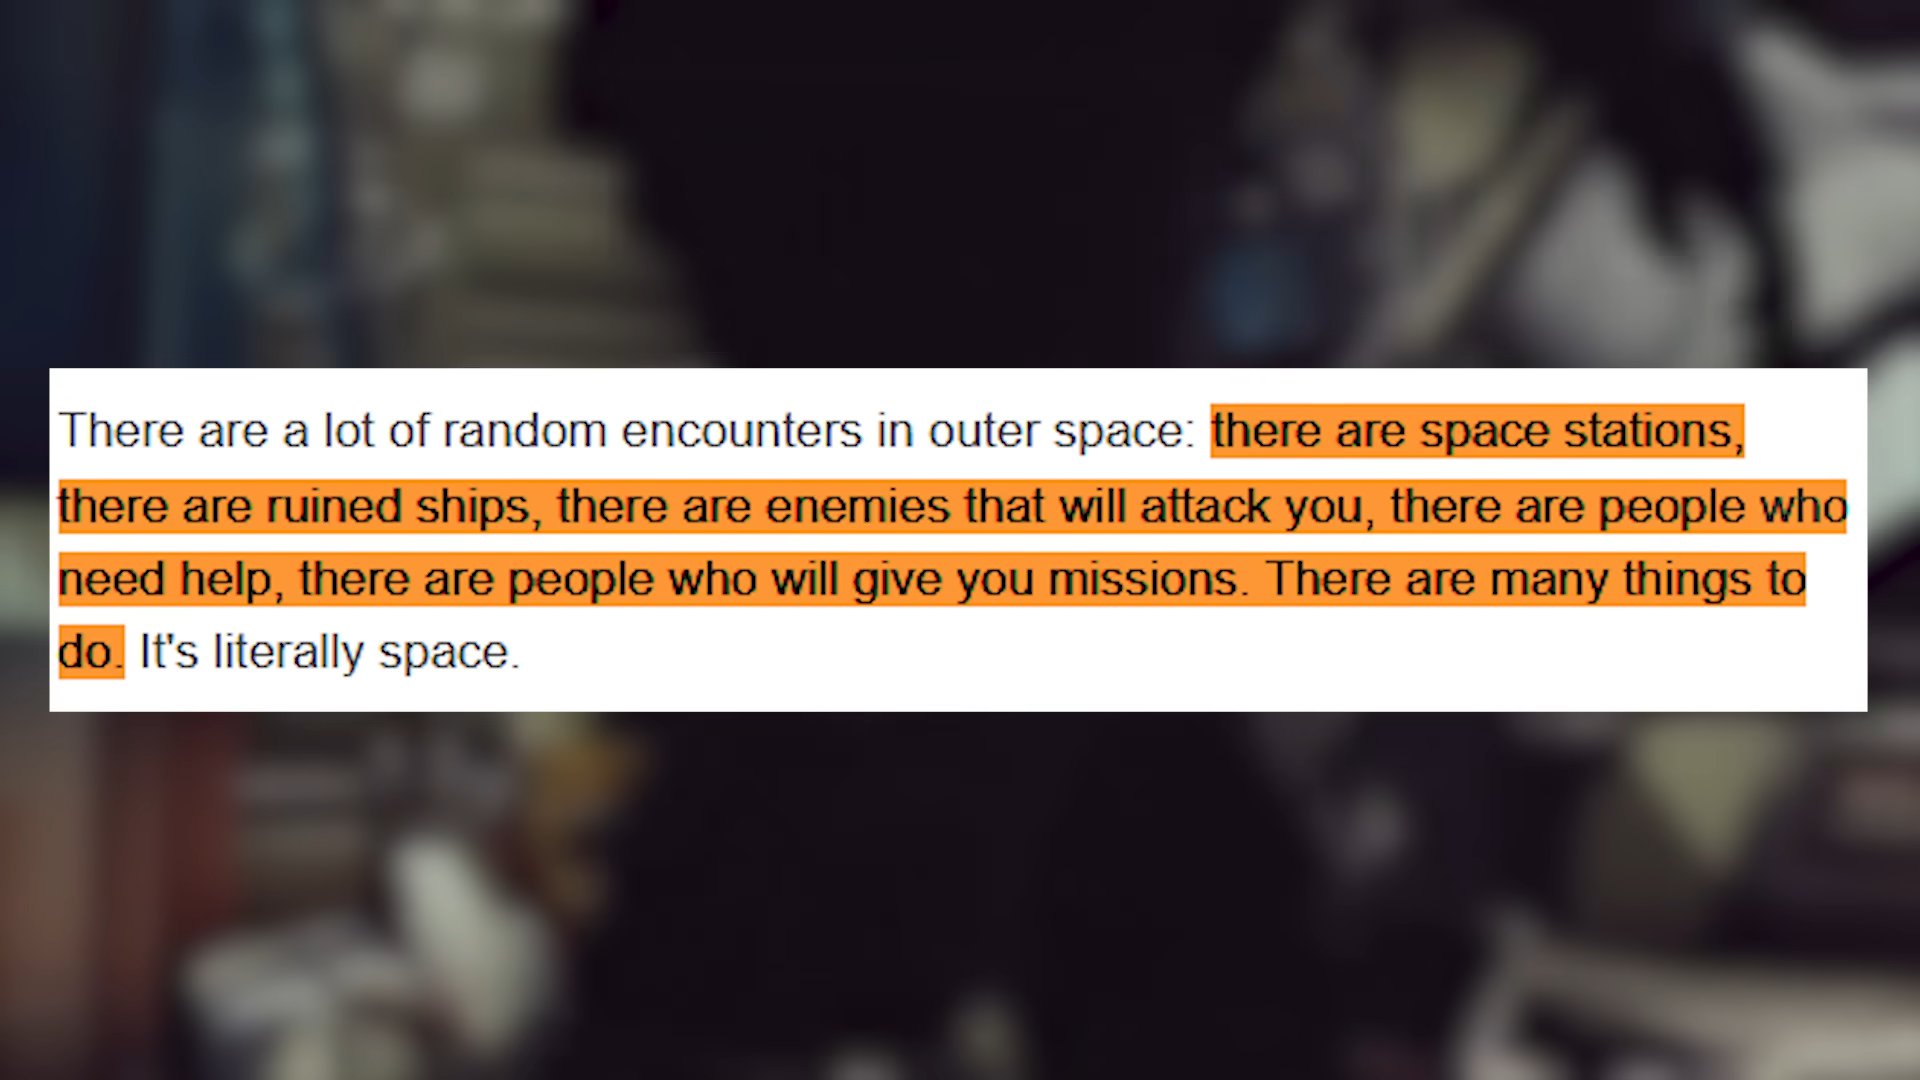 There are a lot of random encounters in outer space: there are space stations,
there are ruined ships, there are enemies that will attack you, there are people who
need help, there are people who will give you missions. There are many things to
do. It's literally space.